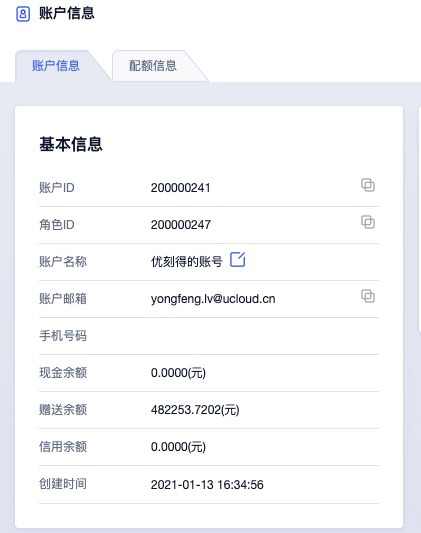 账户信息
账户信息 配额信息
基本信息
账户ID 200000241
角色ID 200000247
账户名称 优刻得的账号
账户邮箱 yongfeng.lv@ucloud.cn
手机号码
现金余额 0.0000(元)
赠送余额 482253.7202(元)
信用余额 0.0000(元)
创建时间 2021-01-13 16:34:56